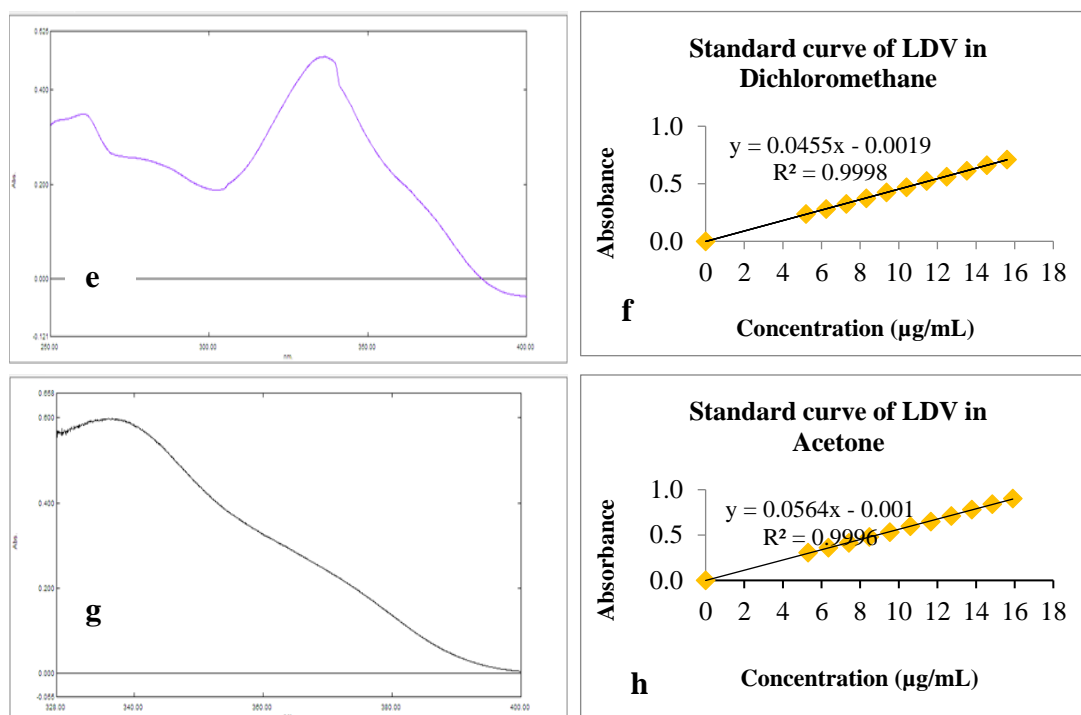 0.525
0.400
0.200
0.000
-0.121
250.00 300.00 350.00 400.00
nm.
Abs.
e
Standard curve of LDV in
Dichloromethane
y = 0.0455x - 0.0019
R² = 0.9998
1.0
0.5
0.0
0 2 4 6 8 10 12 14 16 18
Absobance
Concentration (µg/mL)
f
0.658
0.600
0.400
0.200
0.000
320.00 340.00 360.00 380.00 400.00
Abs.
g
Standard curve of LDV in
Acetone
y = 0.0564x - 0.001
R² = 0.9996
1.0
0.5
0.0
0 2 4 6 8 10 12 14 16 18
Absorbance
Concentration (µg/mL)
h